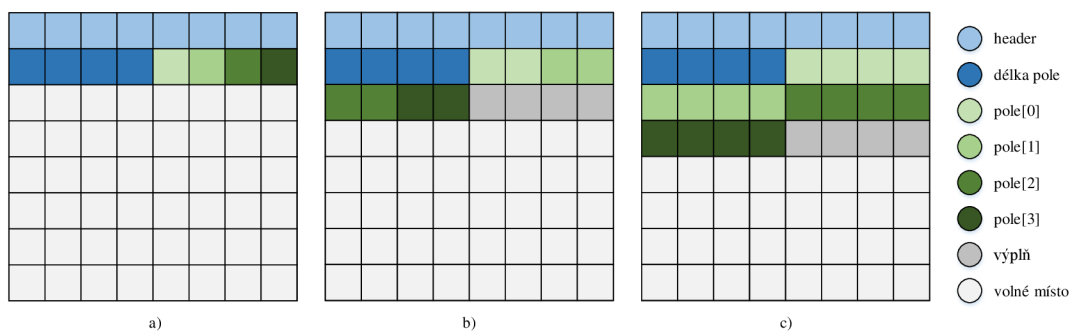 header
délka pole
pole[0]
pole[1]
pole[2]
pole[3]
výplň
volné místo
a)
b)
c)